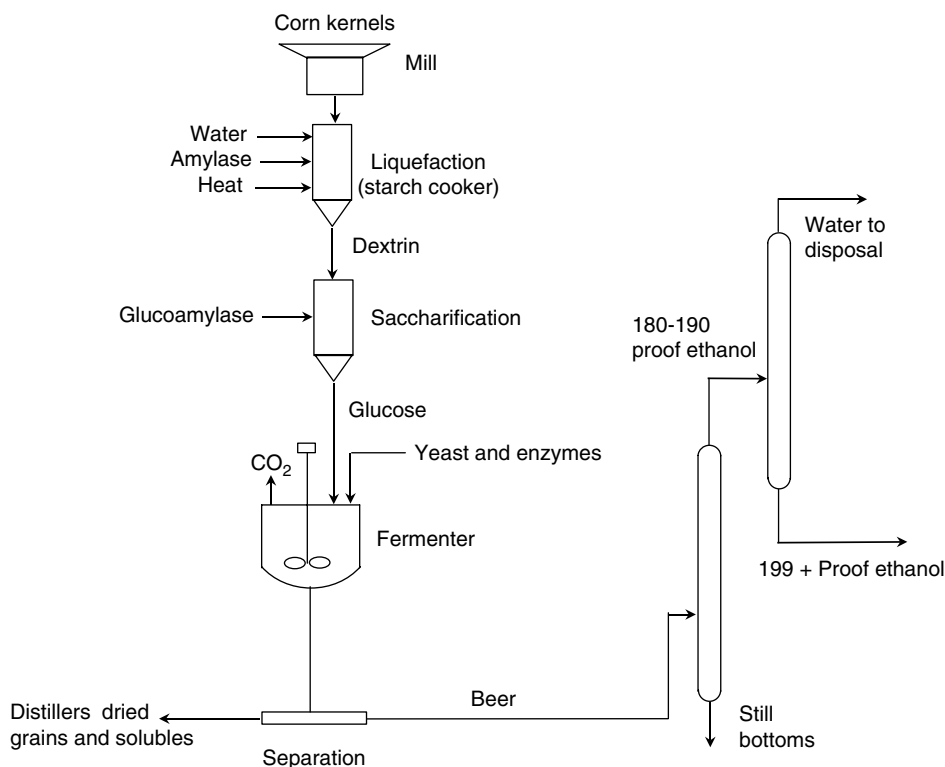 Corn kernels
Mill
Water
Amylase
Heat
Liquefaction
(starch cooker)
Dextrin
Glucoamylase
Saccharification
Glucose
CO2
Yeast and enzymes
Fermenter
Distillers dried
grains and solubles
Separation
Beer
Still
bottoms
180-190
proof ethanol
Water to
disposal
199 + Proof ethanol